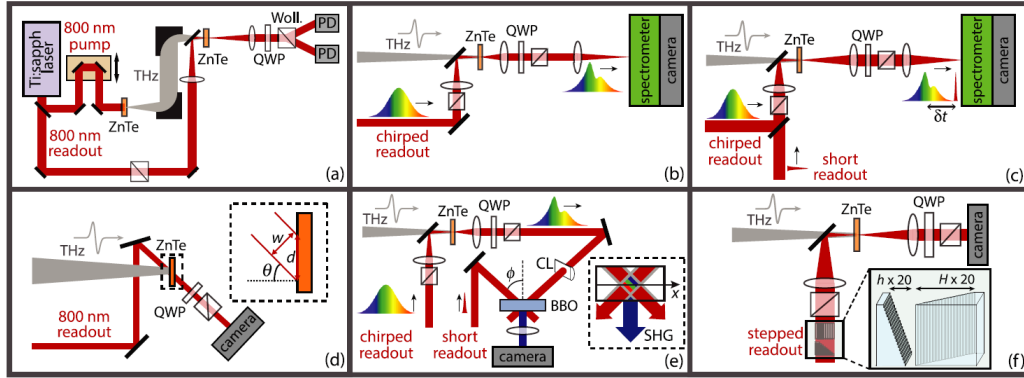 Ti:sapph
laser
800 nm
pump
THz
ZnTe
ZnTe
QWP
Woll.
PD
PD
800 nm
readout
(a)
THz
ZnTe
QWP
chirped readout
spectrometer
camera
(b)
THz
ZnTe
QWP
chirped readout
short
readout
δt
spectrometer
camera
(c)
THz
ZnTe
QWP
800 nm
readout
camera
w
d
θ
(d)
THz
ZnTe
QWP
CL
ϕ
BBO
chirped
readout
short
readout
camera
x
SHG
(e)
THz
ZnTe
QWP
camera
stepped
readout
h x 20
H x 20
(f)